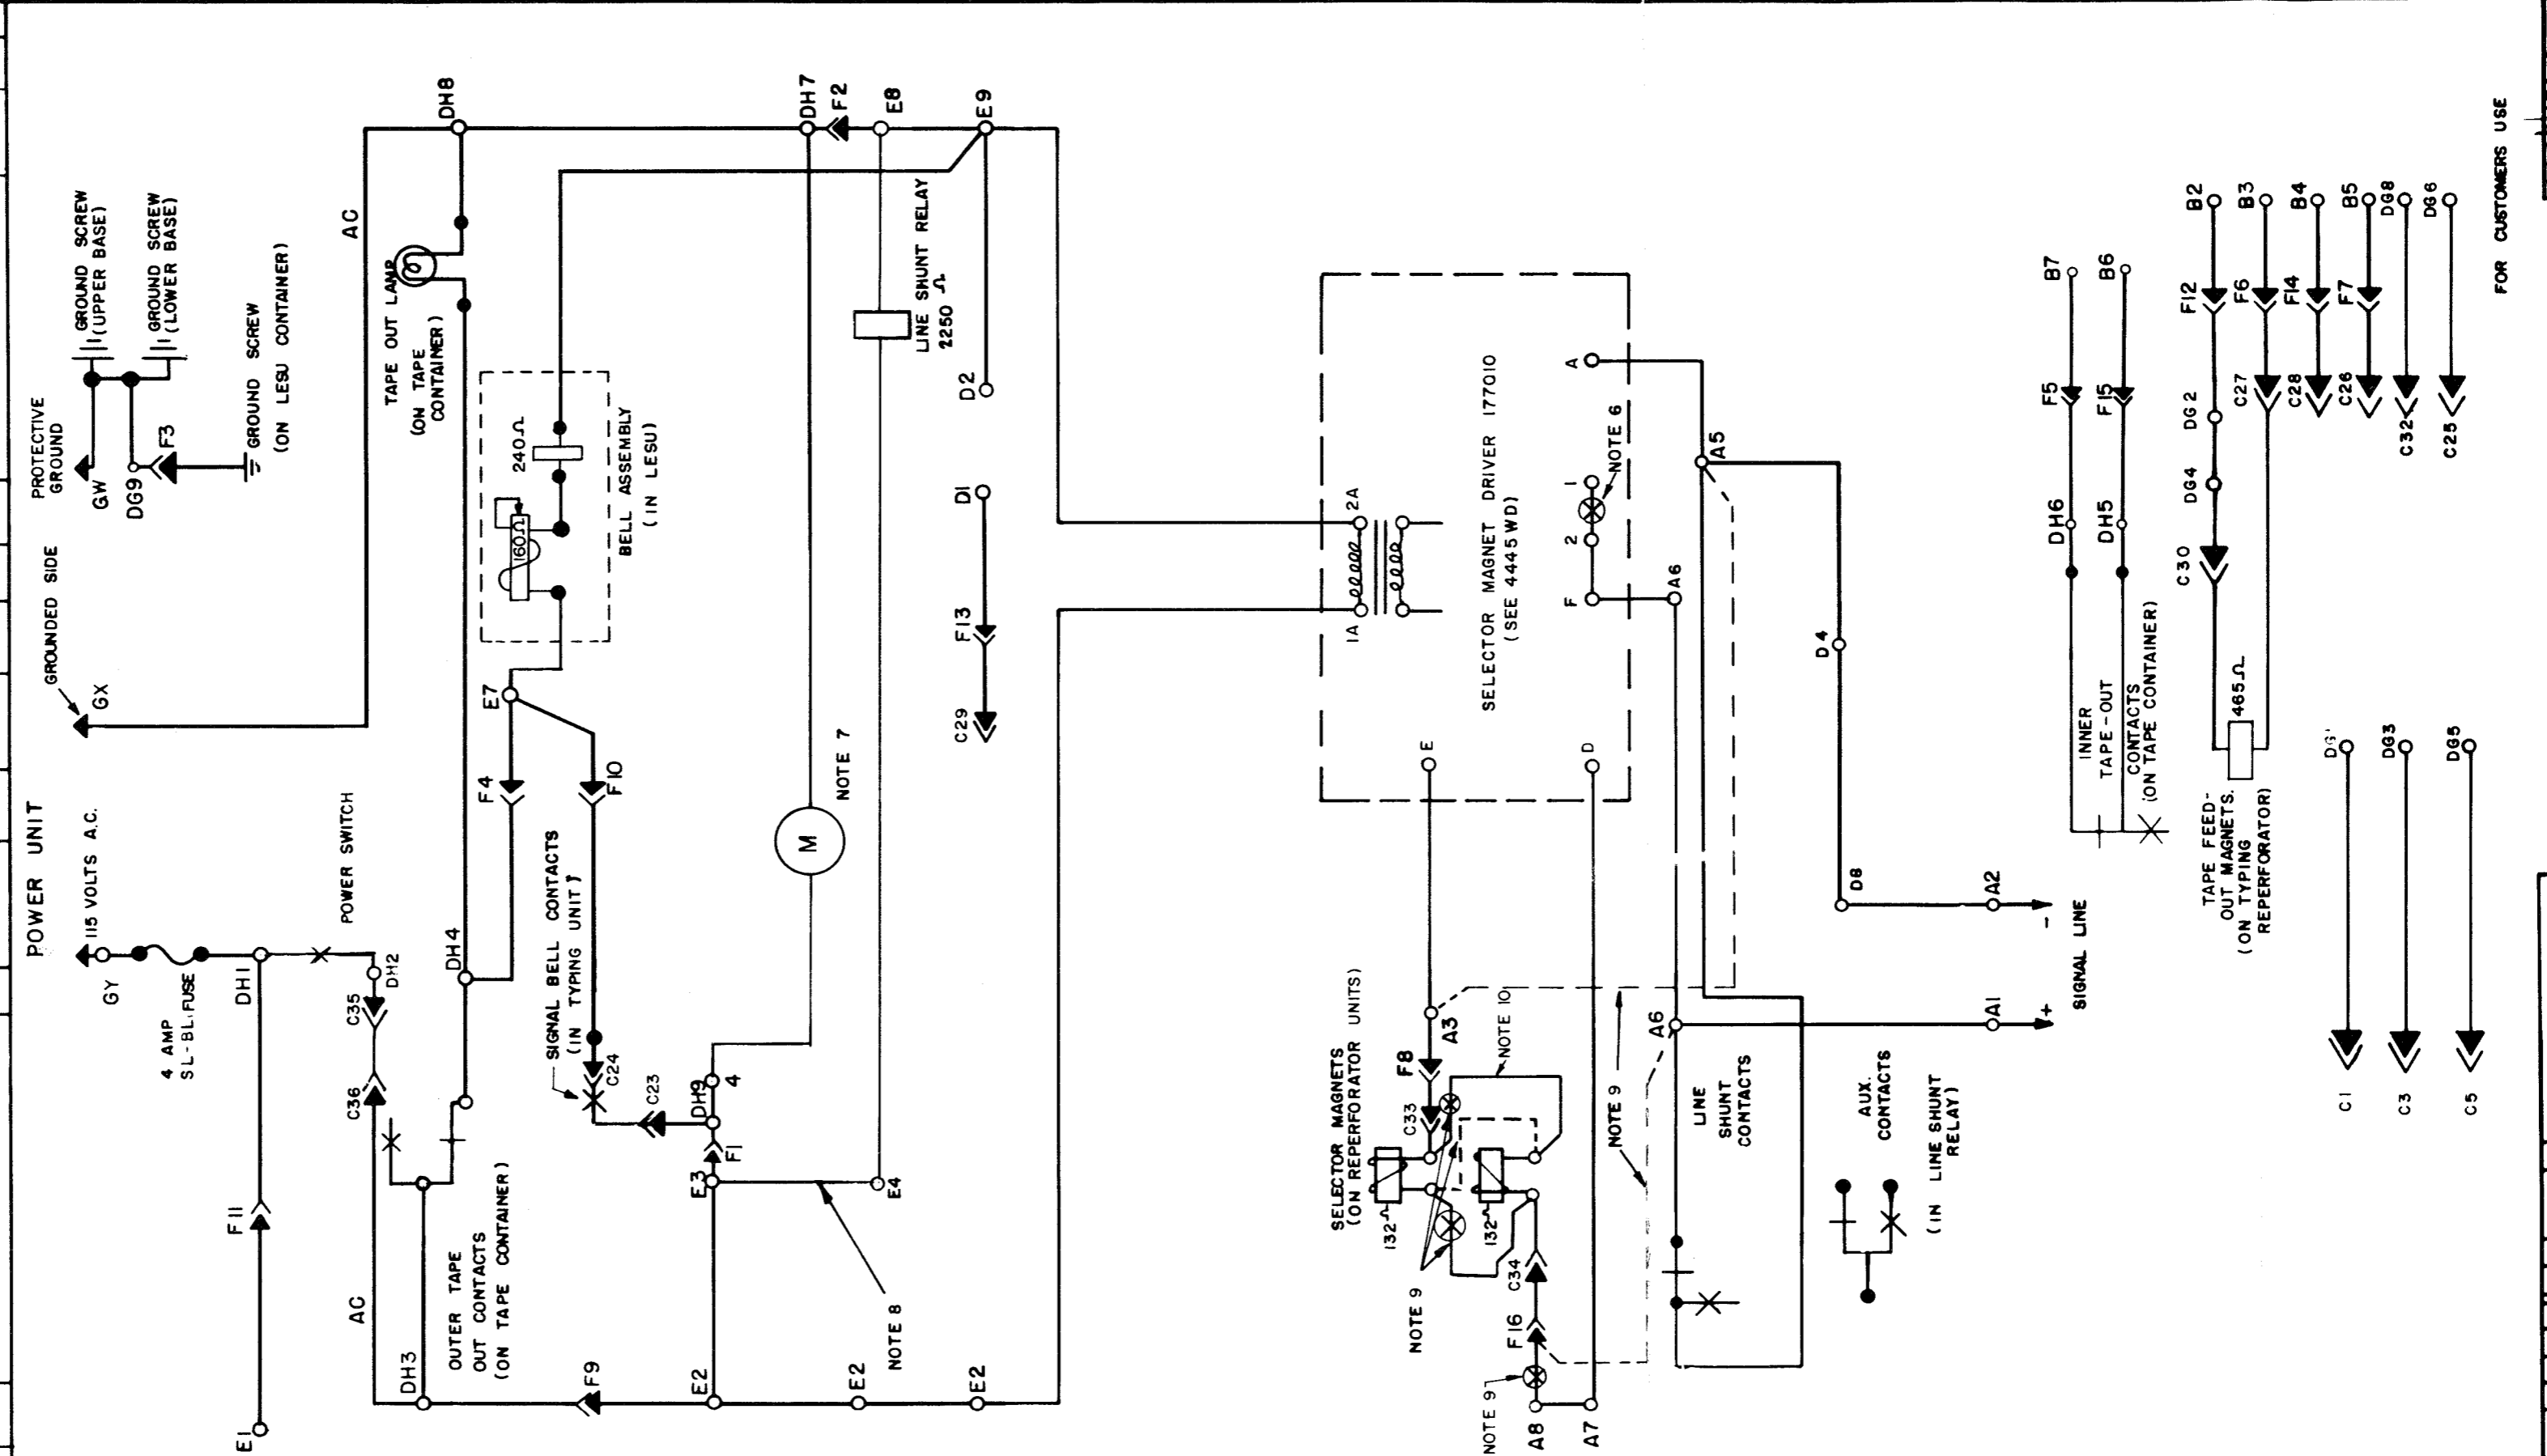 POWER UNIT
PROTECTIVE
GROUND
GW
DG9
F3
GROUND SCREW
(UPPER BASE)
GROUND SCREW
(LOWER BASE)
GROUND SCREW
(ON LESU CONTAINER)
GROUNDED SIDE
GX
AC
115 VOLTS A.C.
GY
4 AMP
SL-BL.FUSE
DH1
POWER SWITCH
DH2
C35
C36
F11
E1
AC
DH3
OUTER TAPE
OUT CONTACTS
(ON TAPE CONTAINER)
DH4
TAPE OUT LAMP
(ON TAPE
CONTAINER)
DH8
F4
E7
F10
160Ω
240Ω
BELL ASSEMBLY
(IN LESU)
SIGNAL BELL CONTACTS
(IN TYPING UNIT)
C24
C23
DH9
4
F1
E3
E4
NOTE 8
F9
E2
E2
E2
M
NOTE 7
DH7
F2
E8
E9
LINE SHUNT RELAY
2250 Ω
D2
D1
F13
C29
1A
2A
SELECTOR MAGNET DRIVER 177010
(SEE 4445WD)
E
D
F
2
1
A
NOTE 6
A6
A5
D4
D8
A2
-
SIGNAL LINE
A1
+
SELECTOR MAGNETS
(ON REPERFORATOR UNITS)
A3
F8
C33
NOTE 10
132Ω
132Ω
NOTE 9
C34
F16
NOTE 9
A8
A7
NOTE 9
A6
LINE
SHUNT
CONTACTS
AUX.
CONTACTS
(IN LINE SHUNT
RELAY)
B7
F5
DH6
B6
F15
DH5
INNER
TAPE-OUT
CONTACTS
(ON TAPE CONTAINER)
B2
F12
DG2
DG4
C30
465Ω
TAPE FEED-
OUT MAGNETS.
(ON TYPING
REPERFORATOR)
B3
F6
C27
B4
F14
C28
B5
F7
C26
DG8
C32
DG6
C25
FOR CUSTOMERS USE
DG1
C1
DG3
C3
DG5
C5